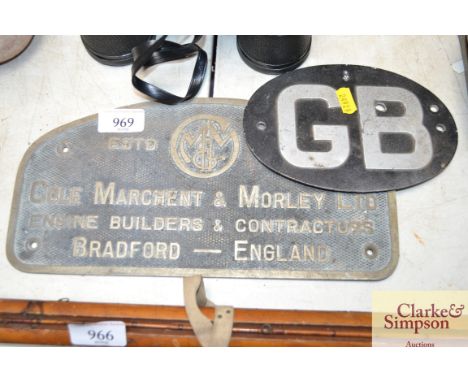 969
ESTD
GB
COLE MARCHENT & MORLEY LTD
ENGINE BUILDERS & CONTRACTORS
BRADFORD — ENGLAND
966
Clarke&
Simpson
Auctions